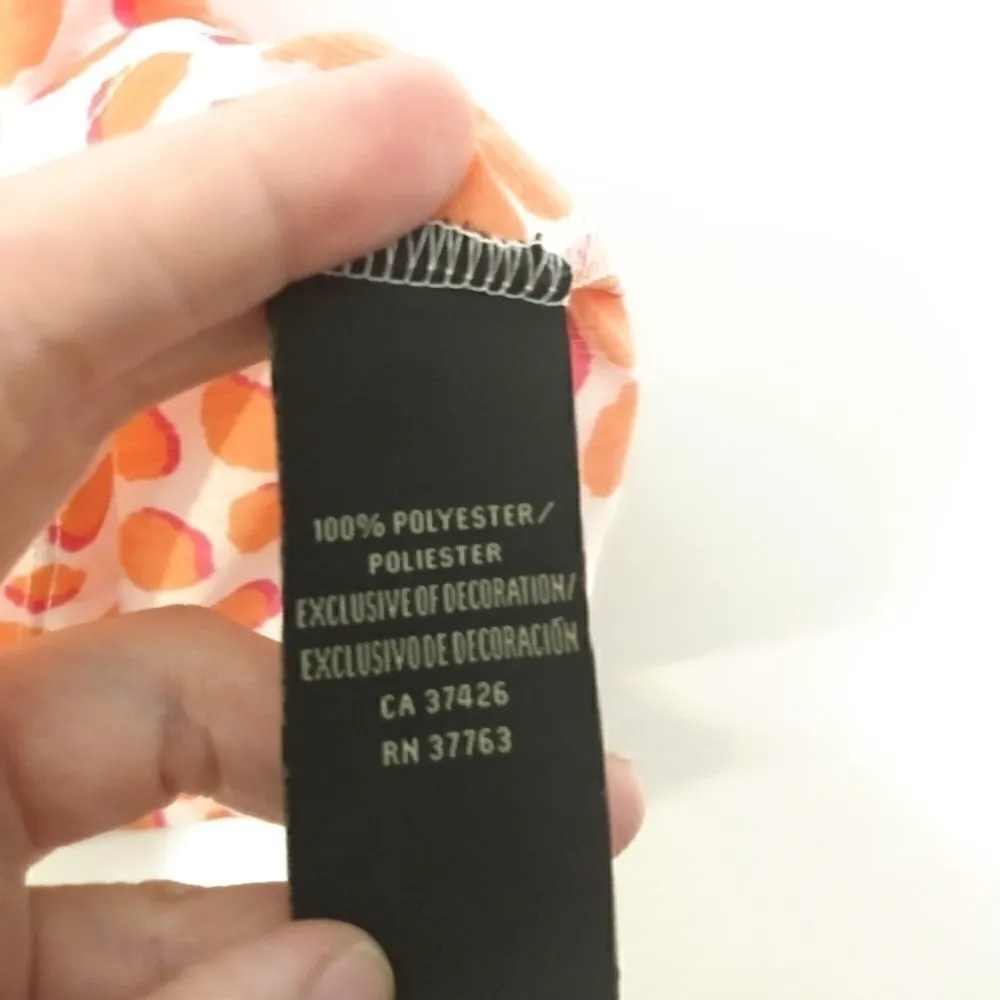 100% POLYESTER/
POLIESTER
EXCLUSIVE OF DECORATION/
EXCLUSIVO DE DECORACIÓN
CA 37426
RN 37763